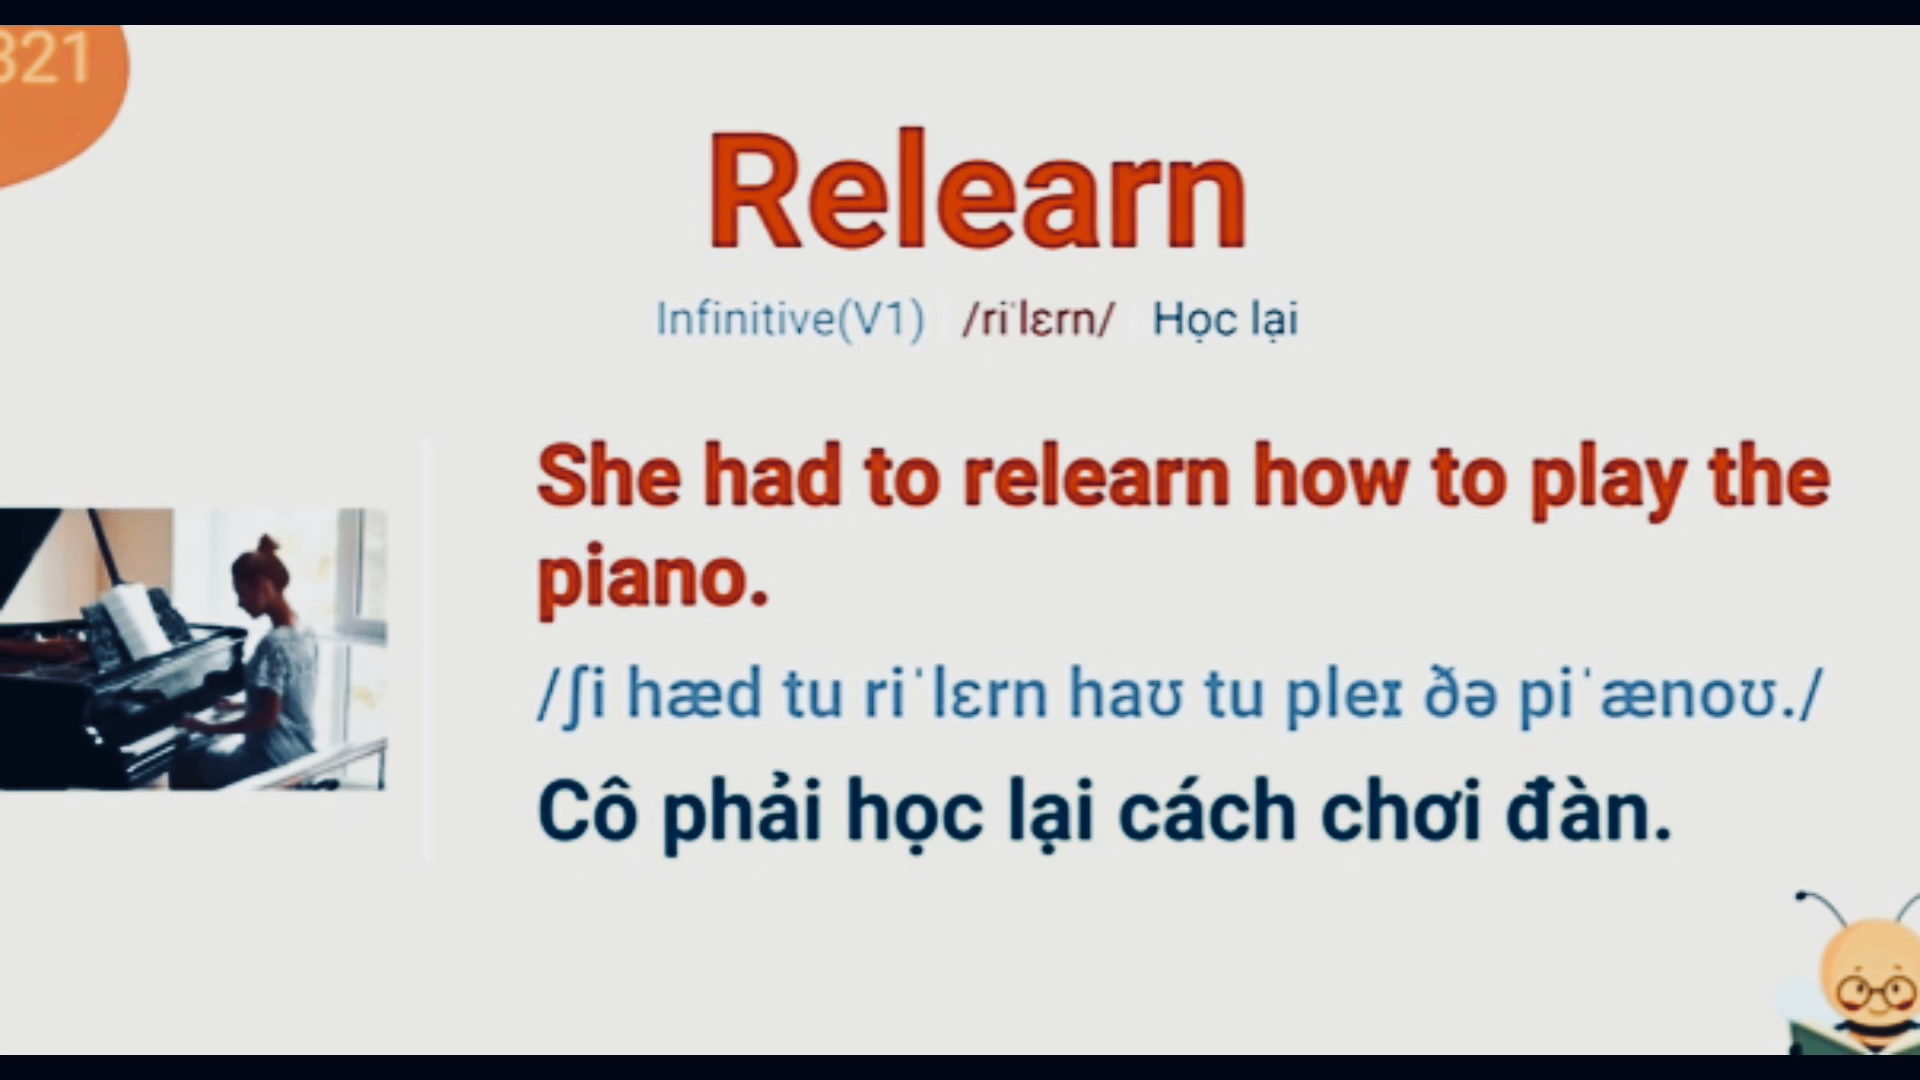 321
Relearn
Infinitive(V1) /riˈlɛrn/ Học lại
She had to relearn how to play the
piano.
/ʃi hæd tu riˈlɛrn haʊ tu pleɪ ðə piˈænoʊ./
Cô phải học lại cách chơi đàn.